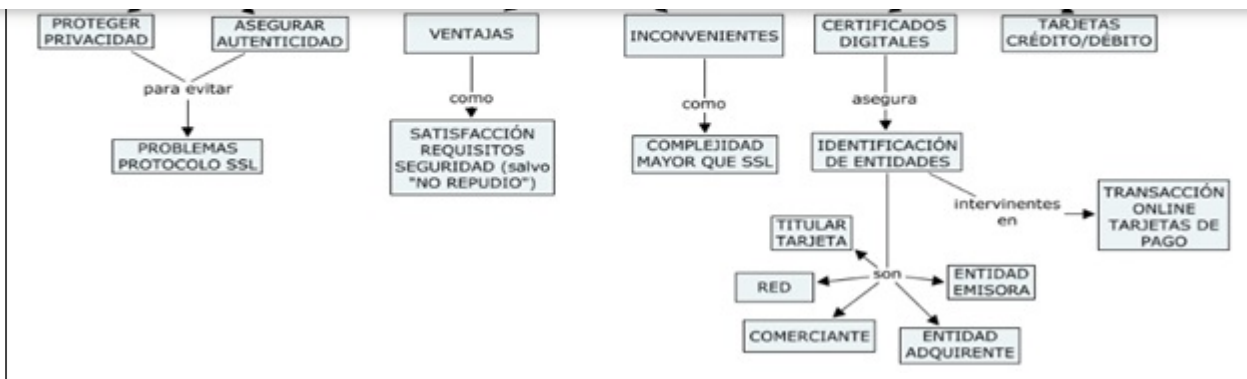 PROTEGER
PRIVACIDAD
ASEGURAR
AUTENTICIDAD
VENTAJAS
INCONVENIENTES
CERTIFICADOS
DIGITALES
TARJETAS
CRÉDITO/DÉBITO
para evitar
como
como
asegura
PROBLEMAS
PROTOCOLO SSL
SATISFACCIÓN
REQUISITOS
SEGURIDAD (salvo
"NO REPUDIO")
COMPLEJIDAD
MAYOR QUE SSL
IDENTIFICACIÓN
DE ENTIDADES
intervinentes
en
TRANSACCIÓN
ONLINE
TARJETAS DE
PAGO
TITULAR
TARJETA
son
RED
ENTIDAD
EMISORA
COMERCIANTE
ENTIDAD
ADQUIRENTE